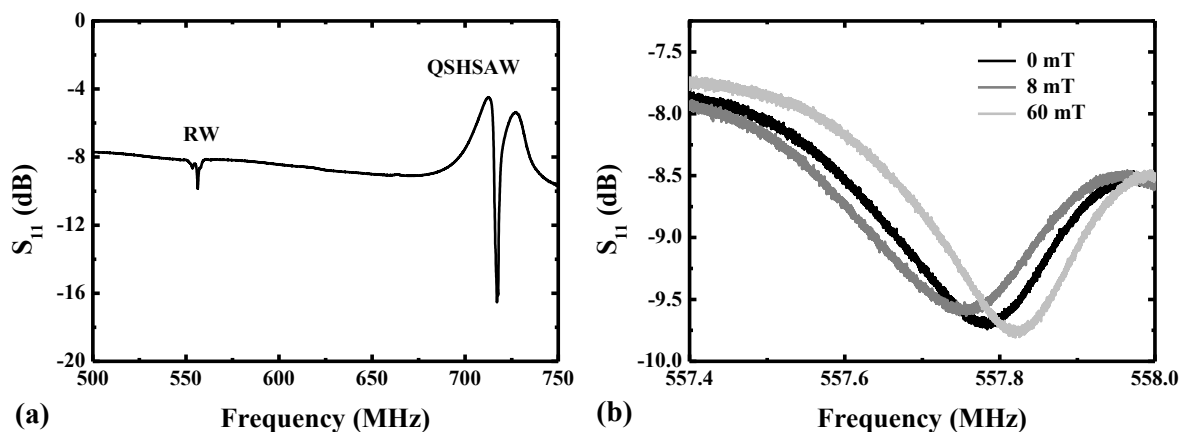 0
-4
-8
-12
-16
-20
S11 (dB)
RW
QSHSAW
500 550 600 650 700 750
(a)
Frequency (MHz)
-7.5
-8.0
-8.5
-9.0
-9.5
-10.0
S11 (dB)
0 mT
8 mT
60 mT
557.4 557.6 557.8 558.0
(b)
Frequency (MHz)